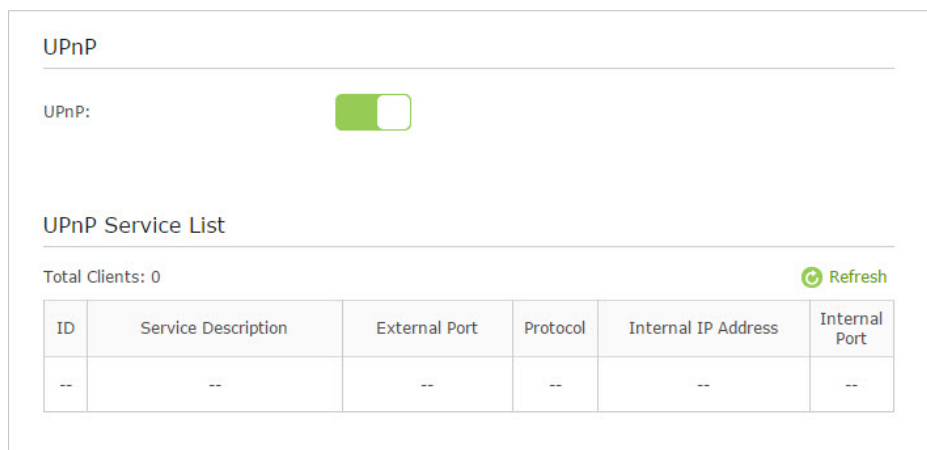 UPnP
UPnP:
UPnP Service List
Total Clients: 0
Refresh
ID Service Description External Port Protocol Internal IP Address Internal Port
-- -- -- -- -- --